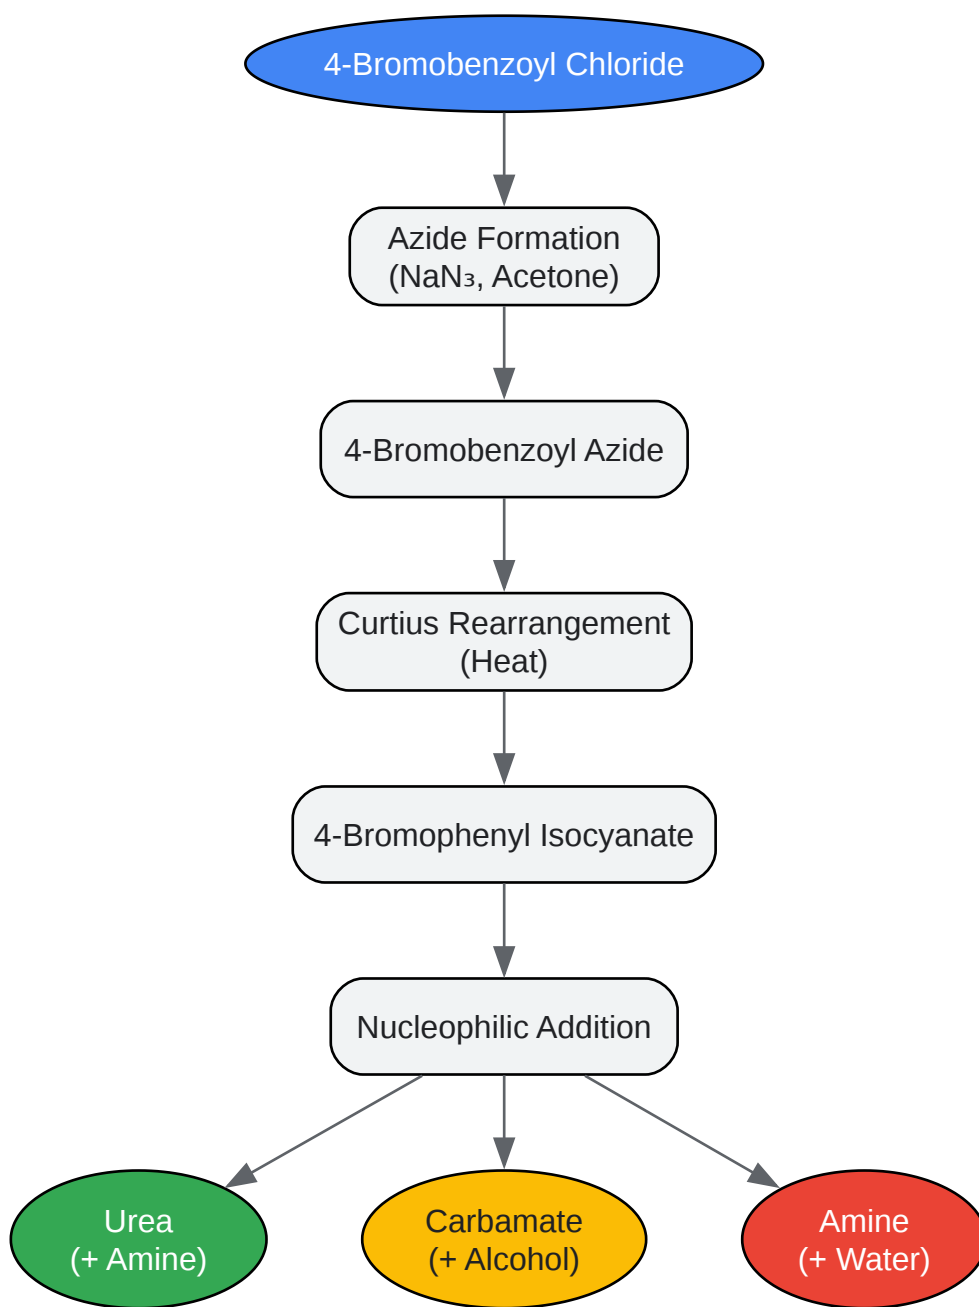 4-Bromobenzoyl Chloride
Azide Formation
(NaN₃, Acetone)
4-Bromobenzoyl Azide
Curtius Rearrangement
(Heat)
4-Bromophenyl Isocyanate
Nucleophilic Addition
Urea
(+ Amine)
Carbamate
(+ Alcohol)
Amine
(+ Water)